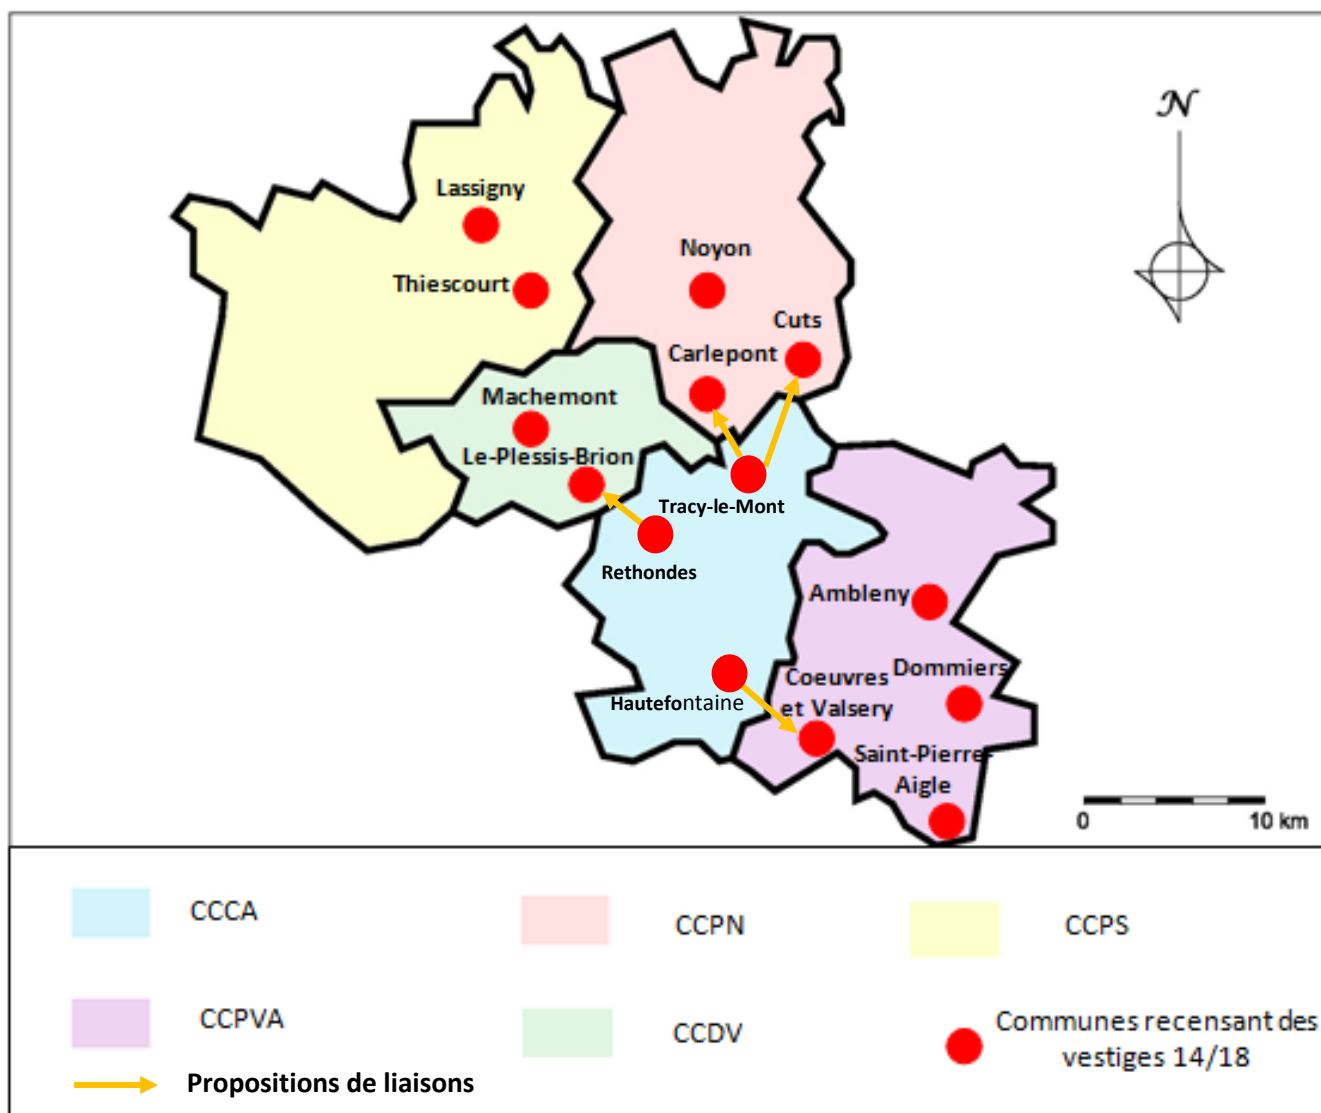 N
Lassigny
Noyon
Thiescourt
Cuts
Carlepont
Machemont
Le-Plessis-Brion
Tracy-le-Mont
Rethondes
Ambleny
Dommiers
Coeuvres
et Valsery
Hautefontaine
Saint-Pierre-
Aigle
0 10 km
CCCA
CCPN
CCPS
CCPVA
CCDV
Communes recensant des
vestiges 14/18
Propositions de liaisons